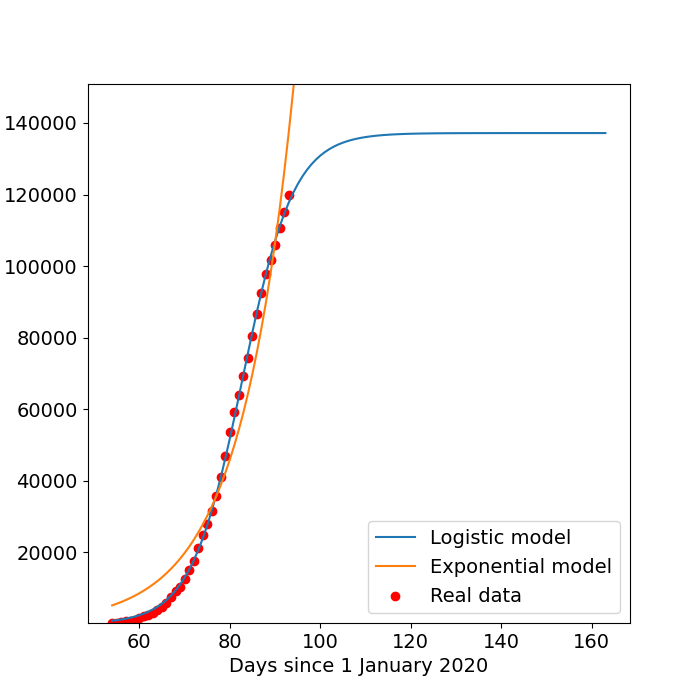 140000
120000
100000
80000
60000
40000
20000
Logistic model
Exponential model
Real data
60 80 100 120 140 160
Days since 1 January 2020